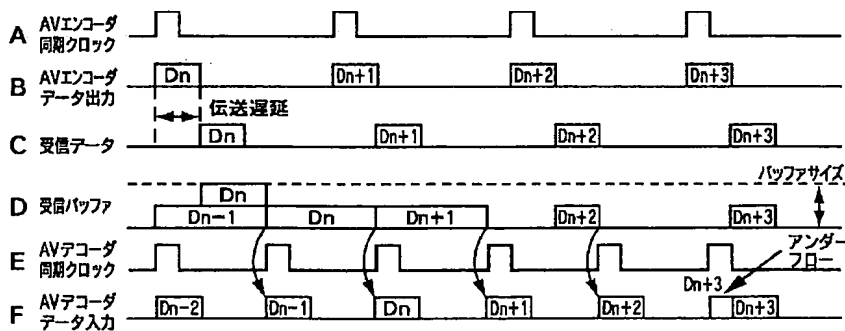 A AVエンコーダ
同期クロック
B AVエンコーダ
データ出力
Dn
Dn+1
Dn+2
Dn+3
伝送遅延
C 受信データ
Dn
Dn+1
Dn+2
Dn+3
バッファサイズ
D 受信バッファ
Dn
Dn-1
Dn
Dn+1
Dn+2
Dn+3
E AVデコーダ
同期クロック
アンダー
フロー
Dn+3
F AVデコーダ
データ入力
Dn-2
Dn-1
Dn
Dn+1
Dn+2
Dn+3